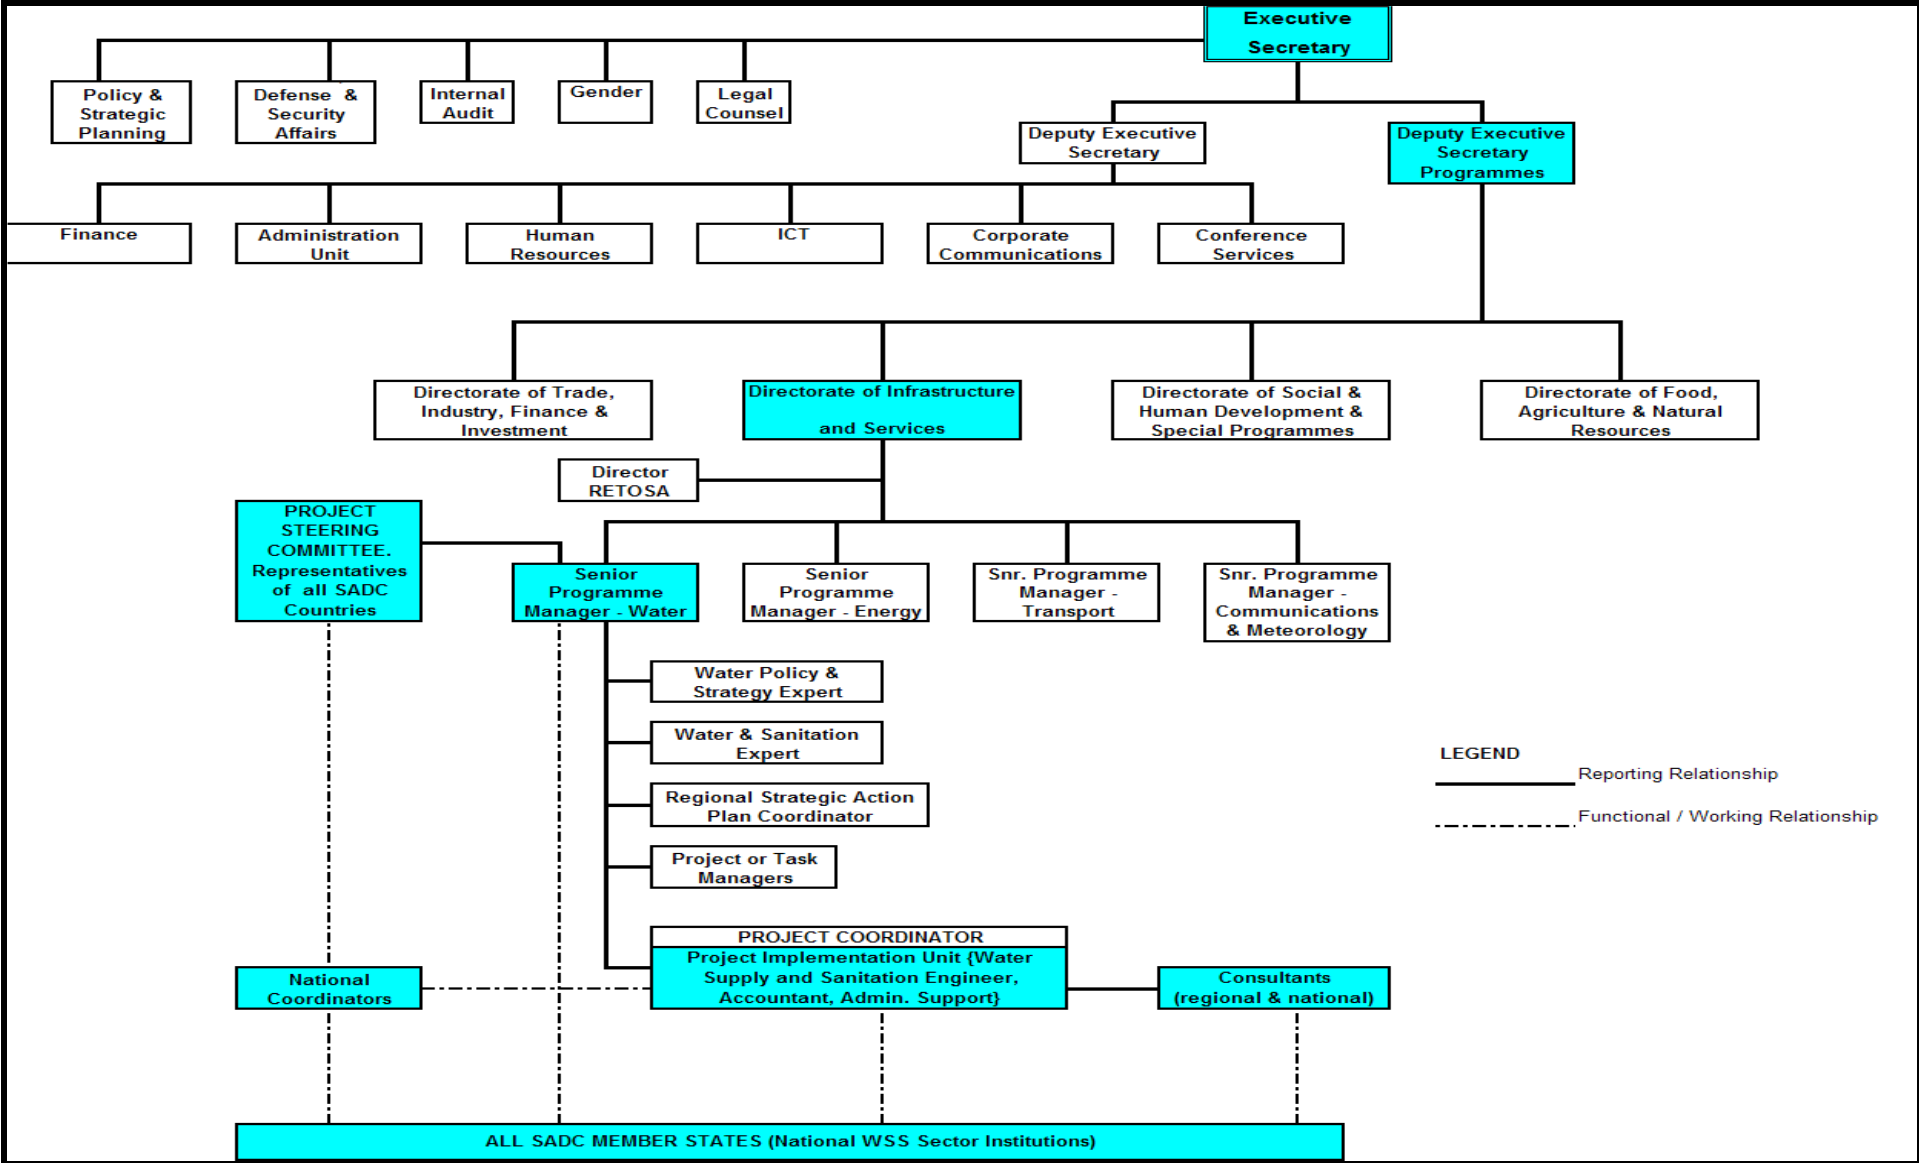 Executive
Secretary
Policy &
Strategic
Planning
Defense & 
Security
Affairs
Internal
Audit
Gender
Legal
Counsel
Deputy Executive
Secretary
Deputy Executive
Secretary
Programmes
Finance
Administration
Unit
Human
Resources
ICT
Corporate
Communications
Conference
Services
Directorate of Trade,
Industry, Finance &
Investment
Directorate of Infrastructure
and Services
Directorate of Social &
Human Development &
Special Programmes
Directorate of Food,
Agriculture & Natural
Resources
Director
RETOSA
PROJECT
STEERING
COMMITTEE.
Representatives
of all SADC
Countries
Senior
Programme
Manager - Water
Senior
Programme
Manager - Energy
Snr. Programme
Manager -
Transport
Snr. Programme
Manager -
Communications
& Meteorology
Water Policy &
Strategy Expert
Water & Sanitation
Expert
Regional Strategic Action
Plan Coordinator
Project or Task
Managers
LEGEND
Reporting Relationship
Functional / Working Relationship
PROJECT COORDINATOR
Project Implementation Unit {Water
Supply and Sanitation Engineer,
Accountant, Admin. Support}
National
Coordinators
Consultants
(regional & national)
ALL SADC MEMBER STATES (National WSS Sector Institutions)